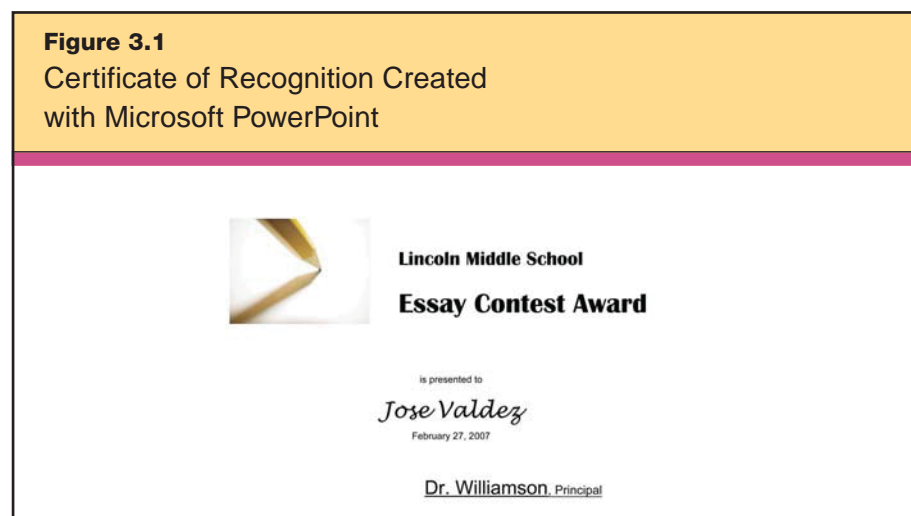 Figure 3.1
Certificate of Recognition Created
with Microsoft PowerPoint
Lincoln Middle School
Essay Contest Award
is presented to
Jose Valdez
February 27, 2007
Dr. Williamson, Principal